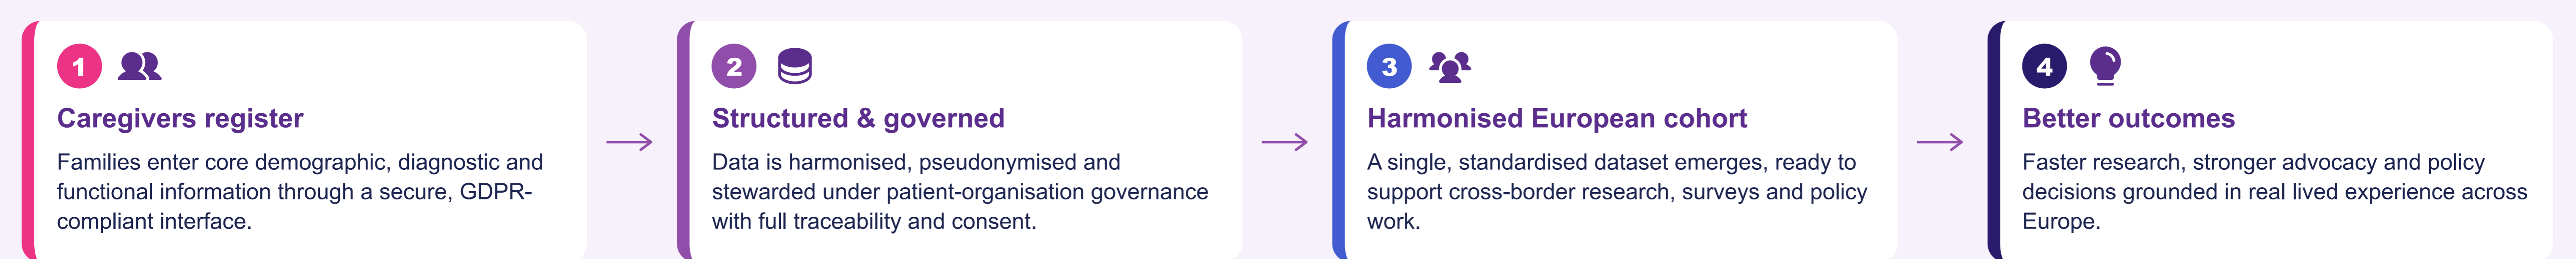 1
Caregivers register
Families enter core demographic, diagnostic and
functional information through a secure, GDPR-
compliant interface.
2
Structured & governed
Data is harmonised, pseudonymised and
stewarded under patient-organisation governance
with full traceability and consent.
3
Harmonised European cohort
A single, standardised dataset emerges, ready to
support cross-border research, surveys and policy
work.
4
Better outcomes
Faster research, stronger advocacy and policy
decisions grounded in real lived experience across
Europe.